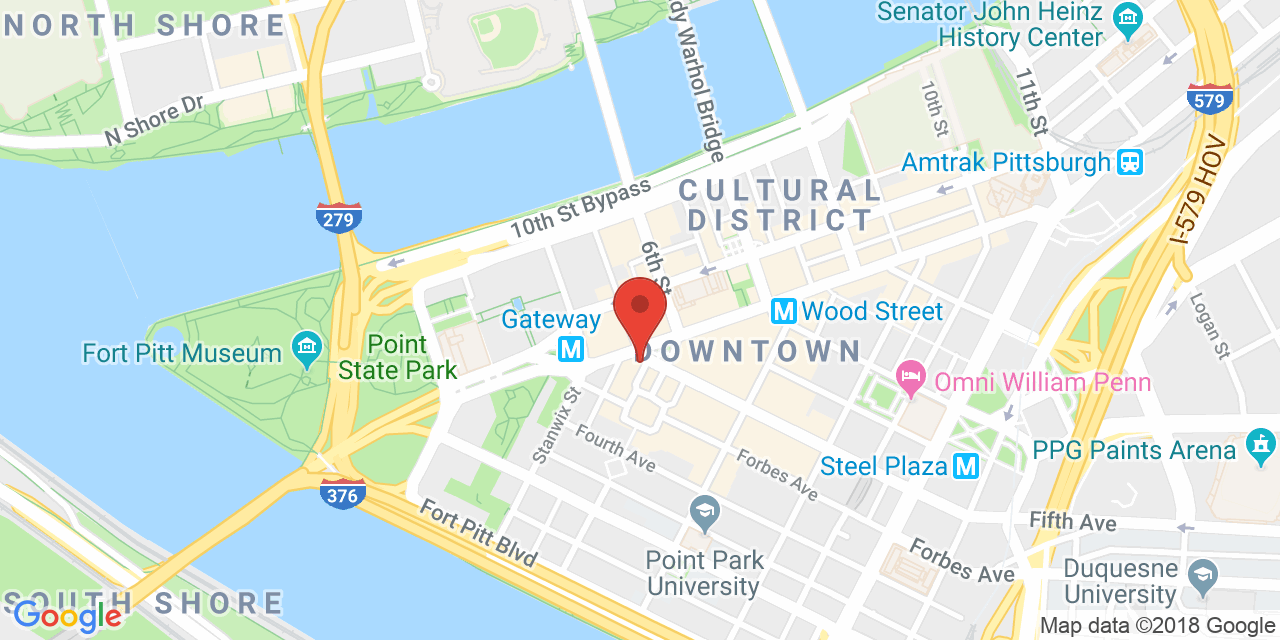 NORTH SHORE
Senator John Heinz
History Center
dy Warhol Bridge
11th St
10th St
579
N Shore Dr
I-579 HOV
Amtrak Pittsburgh
CULTURAL
DISTRICT
10th St Bypass
279
6th St
Logan St
Gateway
M
M Wood Street
Fort Pitt Museum
Point
State Park
DOWNTOWN
Omni William Penn
Stanwix St
Fourth Ave
Forbes Ave
Steel Plaza M
PPG Paints Arena
376
Fort Pitt Blvd
Fifth Ave
Point Park
University
Forbes Ave
Duquesne
University
SOUTH SHORE
Google
Map data ©2018 Google